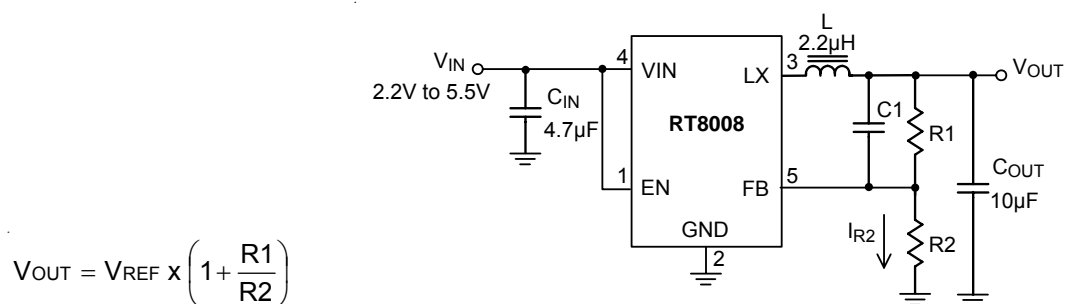 L
2.2µH
VIN
2.2V to 5.5V
4
VIN
LX
3
VOUT
CIN
4.7µF
RT8008
C1
R1
COUT
10µF
1
EN
FB
5
GND
2
IR2
R2
VOUT = VREF x (1 + R1/R2)